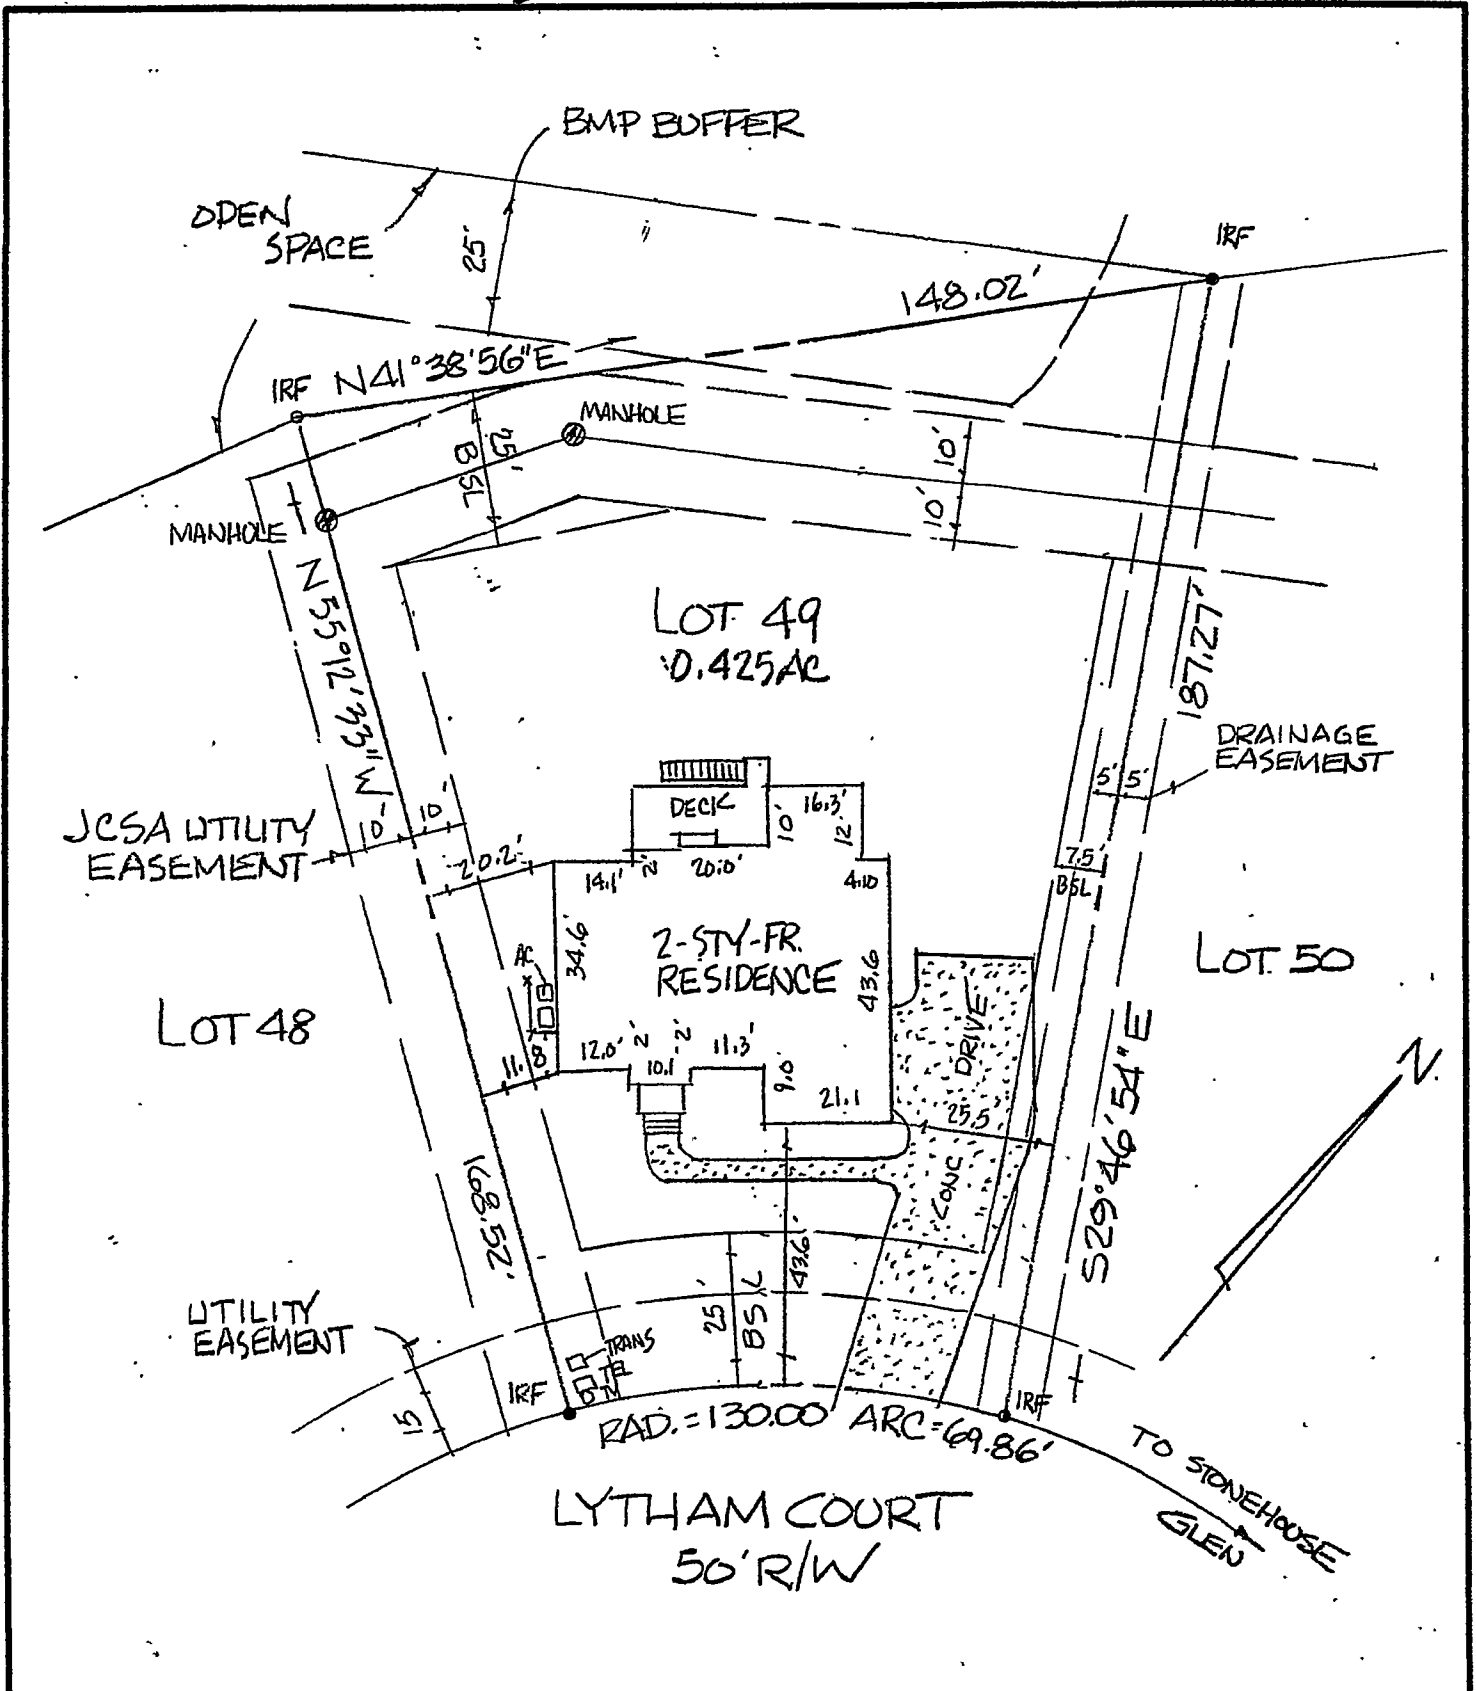 BMP BUFFER
OPEN
SPACE
25'
IRF
148.02'
IRF
N41°38'56"E
MANHOLE
25'
BSL
10'
10'
MANHOLE
N55°12'33"W
LOT 49
0.425AC
187.27'
DRAINAGE
EASEMENT
5' 5'
DECK
16.3'
10'
12'
JCSA UTILITY
EASEMENT
10'
10'
20.2'
14.1'
2'
20.0'
4.10
7.5'
BSL
34.6'
2-STY-FR.
RESIDENCE
43.6
LOT 50
AC
LOT 48
DRIVE
12.0'
2'
10.1
2'
11.3'
9.0'
21.1
11.8'
25.5
CONC
S29°46'54"E
N
168.52'
43.6'
25'
BSL
UTILITY
EASEMENT
15
TRANS
TEL
IRF
IRF
RAD.=130.00' ARC=69.86'
TO STONEHOUSE
GLEN
LYTHAM COURT
50'R/W